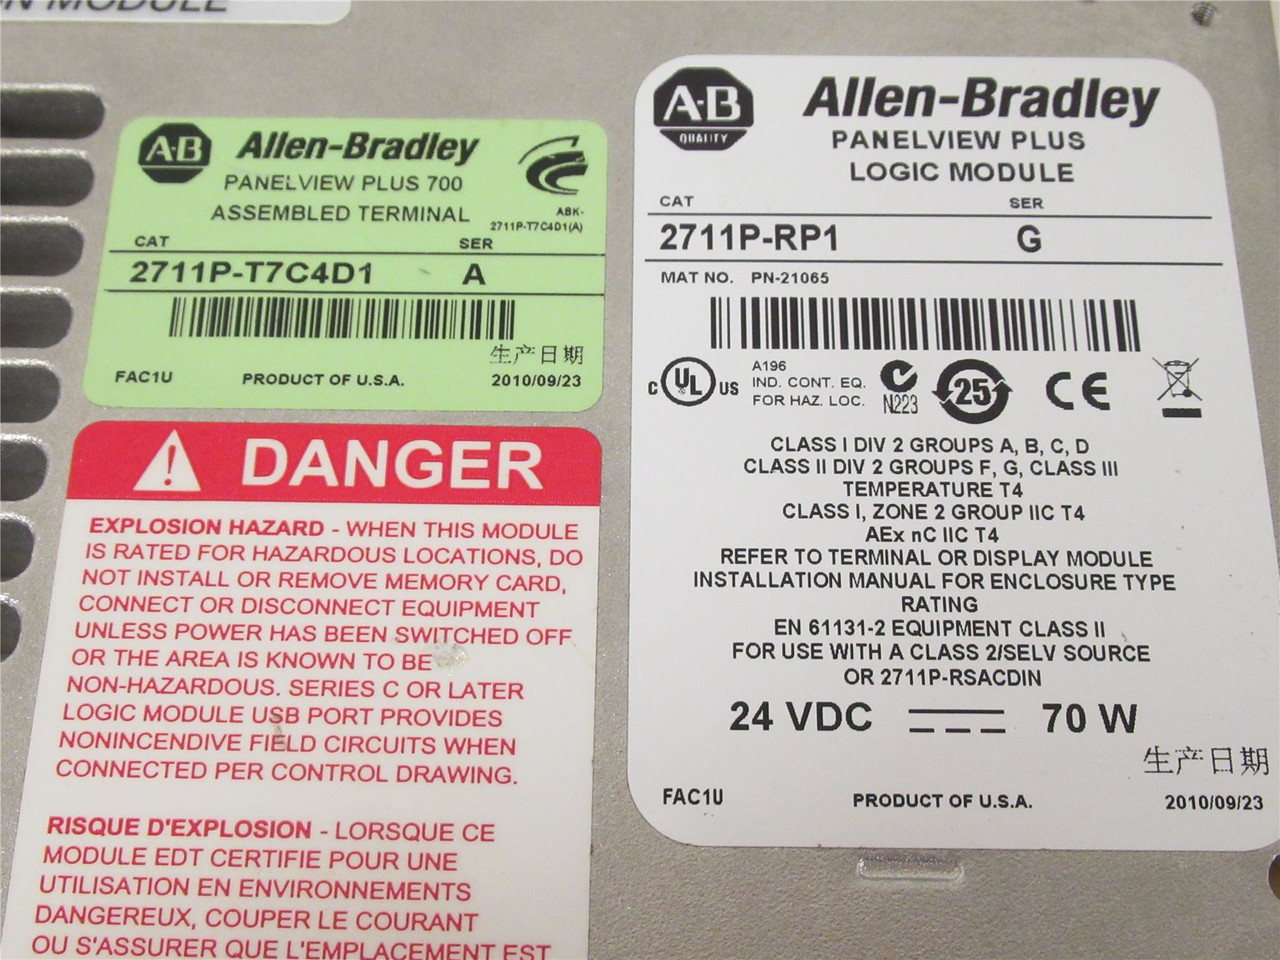 ON MODULE
A·B
Allen-Bradley
PANELVIEW PLUS 700
ASSEMBLED TERMINAL
ABK-
2711P-T7C4D1(A)
CAT SER
2711P-T7C4D1 A
生产日期
FAC1U PRODUCT OF U.S.A. 2010/09/23
DANGER
EXPLOSION HAZARD - WHEN THIS MODULE
IS RATED FOR HAZARDOUS LOCATIONS, DO
NOT INSTALL OR REMOVE MEMORY CARD,
CONNECT OR DISCONNECT EQUIPMENT
UNLESS POWER HAS BEEN SWITCHED OFF
OR THE AREA IS KNOWN TO BE
NON-HAZARDOUS. SERIES C OR LATER
LOGIC MODULE USB PORT PROVIDES
NONINCENDIVE FIELD CIRCUITS WHEN
CONNECTED PER CONTROL DRAWING.
RISQUE D'EXPLOSION - LORSQUE CE
MODULE EDT CERTIFIE POUR UNE
UTILISATION EN ENVIRONNEMENTS
DANGEREUX, COUPER LE COURANT
OU S'ASSURER QUE L'EMPLACEMENT EST
A·B
QUALITY
Allen-Bradley
PANELVIEW PLUS
LOGIC MODULE
CAT SER
2711P-RP1 G
MAT NO. PN-21065
C UL US
A196
IND. CONT. EQ.
FOR HAZ. LOC.
N223
25
CE
CLASS I DIV 2 GROUPS A, B, C, D
CLASS II DIV 2 GROUPS F, G, CLASS III
TEMPERATURE T4
CLASS I, ZONE 2 GROUP IIC T4
AEx nC IIC T4
REFER TO TERMINAL OR DISPLAY MODULE
INSTALLATION MANUAL FOR ENCLOSURE TYPE
RATING
EN 61131-2 EQUIPMENT CLASS II
FOR USE WITH A CLASS 2/SELV SOURCE
OR 2711P-RSACDIN
24 VDC 70 W
生产日期
FAC1U PRODUCT OF U.S.A. 2010/09/23